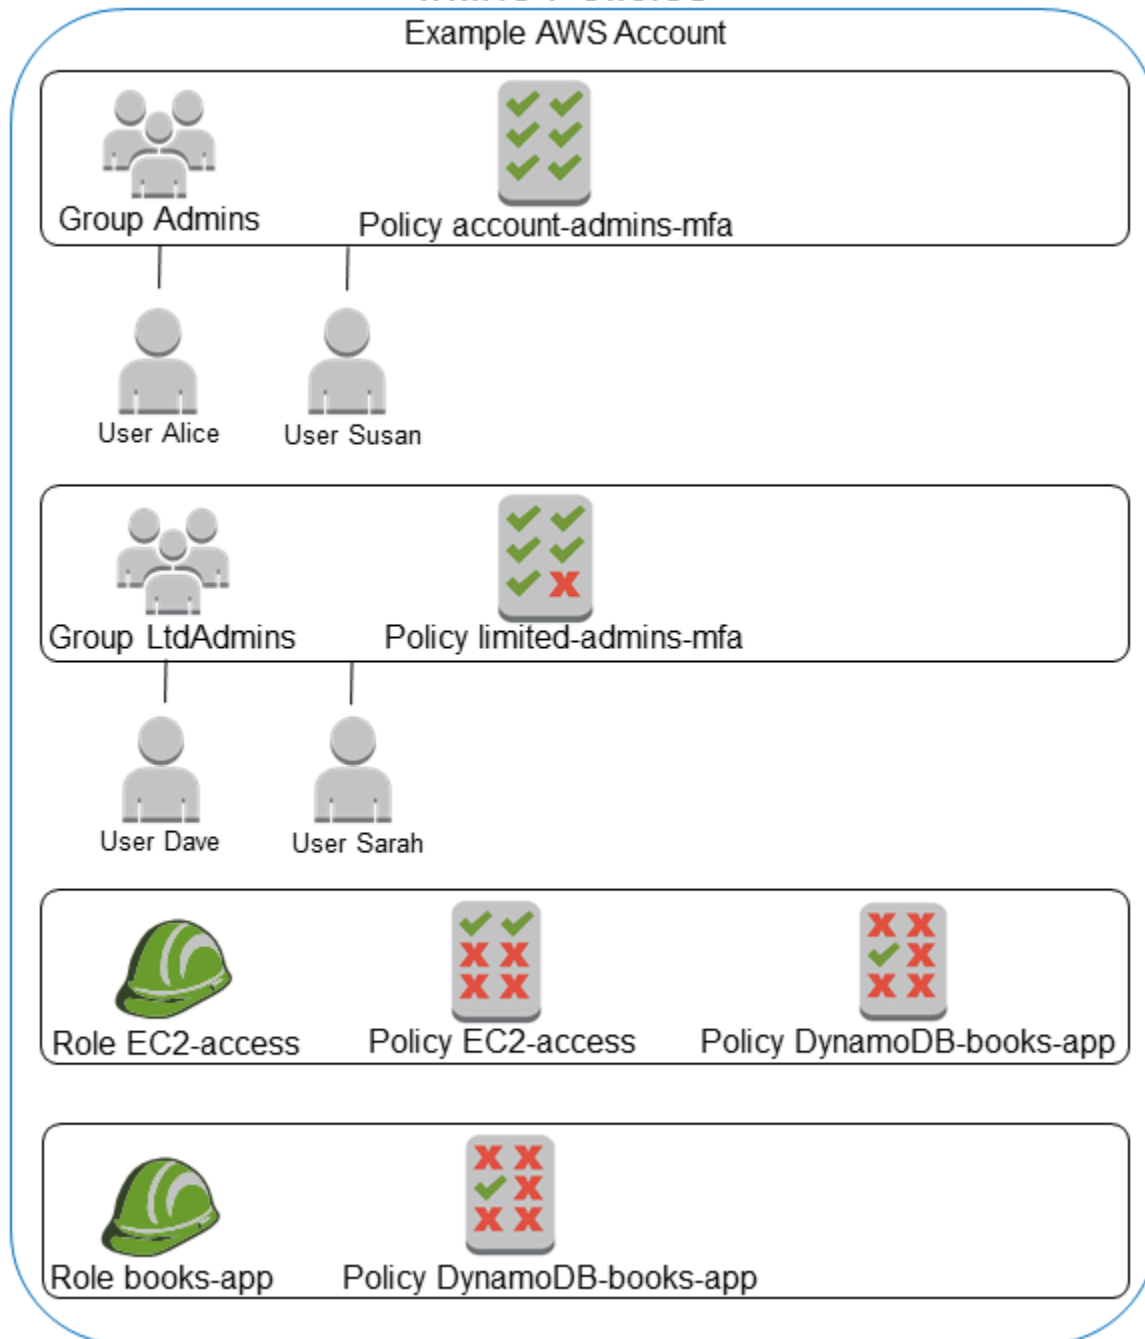 Example AWS Account
Group Admins
Policy account-admins-mfa
User Alice
User Susan
Group LtdAdmins
Policy limited-admins-mfa
User Dave
User Sarah
Role EC2-access
Policy EC2-access
Policy DynamoDB-books-app
Role books-app
Policy DynamoDB-books-app